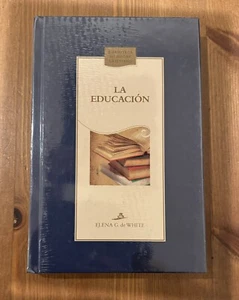 LA
EDUCACIÓN
ELENA G. de WHITE